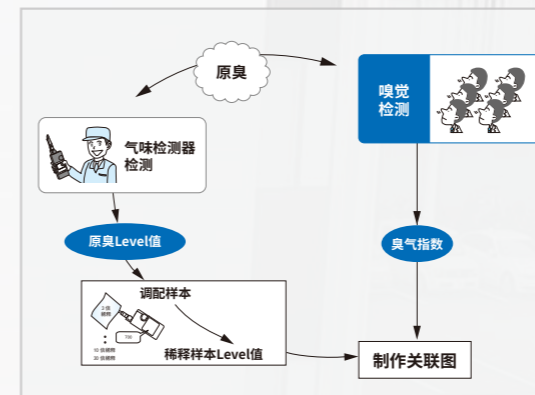 原臭
嗅觉
检测
气味检测器
检测
原臭Level值
臭气指数
调配样本
稀释样本Level值
制作关联图